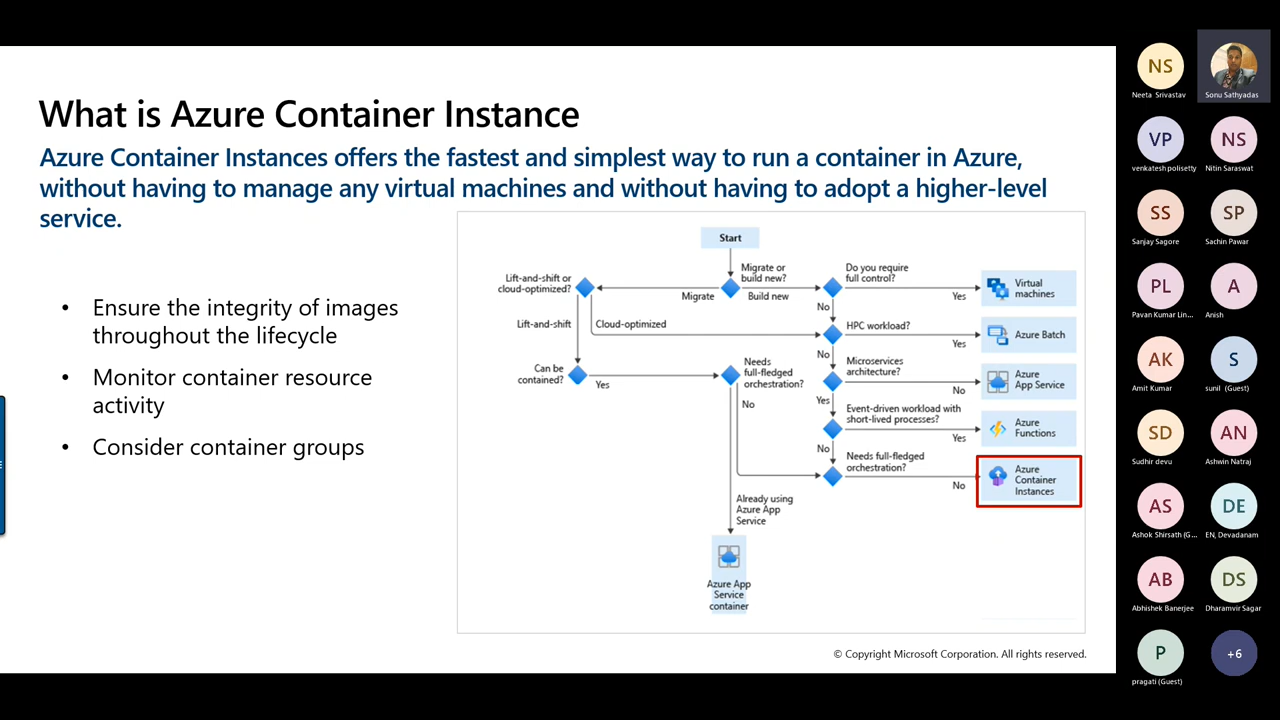 What is Azure Container Instance
Azure Container Instances offers the fastest and simplest way to run a container in Azure,
without having to manage any virtual machines and without having to adopt a higher-level
service.
• Ensure the integrity of images
throughout the lifecycle
• Monitor container resource
activity
• Consider container groups
Start
Migrate or
build new?
Lift-and-shift or
cloud-optimized?
Migrate
Build new
Do you require
full control?
Yes
Virtual
machines
No
Lift-and-shift
Cloud-optimized
HPC workload?
Yes
Azure Batch
No
Can be
contained?
Yes
Needs
full-fledged
orchestration?
No
Microservices
architecture?
No
Azure
App Service
Yes
Event-driven workload with
short-lived processes?
Yes
Azure
Functions
No
Needs full-fledged
orchestration?
No
Azure
Container
Instances
Already using
Azure App
Service
Azure App
Service
container
© Copyright Microsoft Corporation. All rights reserved.
NS
Neeta Srivastav
Sonu Sathyadas
VP
venkatesh polisetty
NS
Nitin Saraswat
SS
Sanjay Sagore
SP
Sachin Pawar
PL
Pavan Kumar Lin...
A
Anish
AK
Amit Kumar
S
sunil (Guest)
SD
Sudhir devu
AN
Ashwin Natraj
AS
Ashok Shirsath (G...
DE
EN, Devadanam
AB
Abhishek Banerjee
DS
Dharamvir Sagar
P
pragati (Guest)
+6